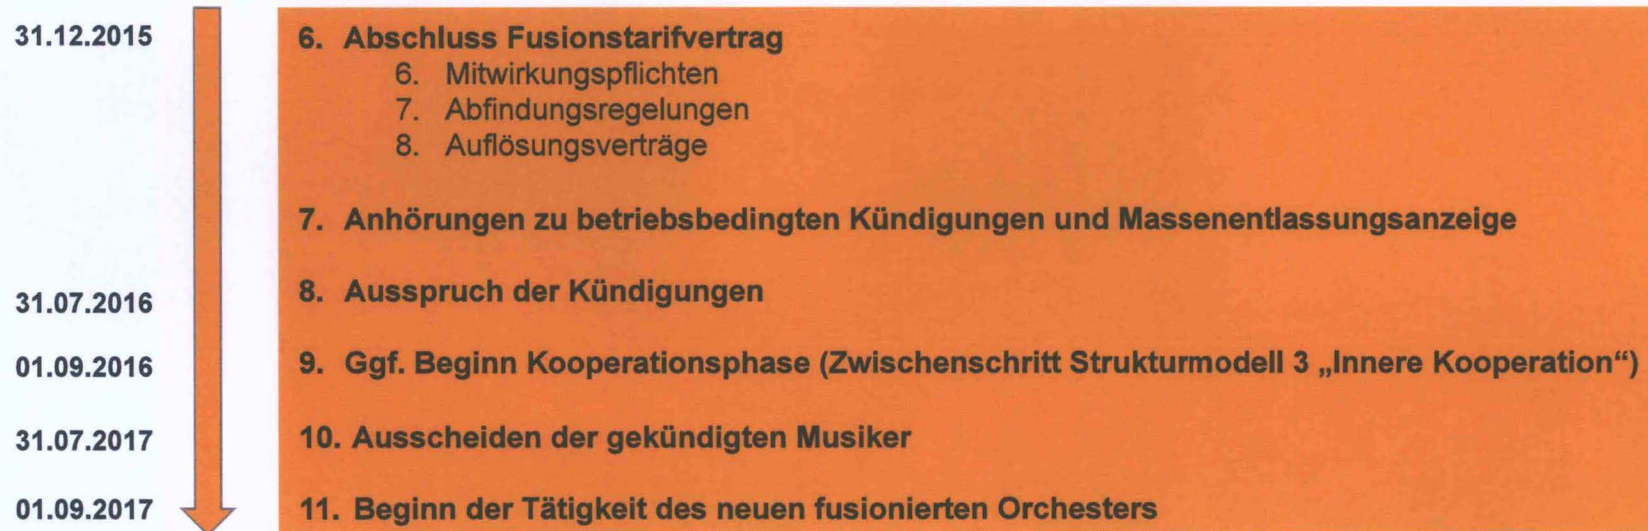 31.12.2015 6. Abschluss Fusionstarifvertrag
6. Mitwirkungspflichten
7. Abfindungsregelungen
8. Auflösungsverträge
7. Anhörungen zu betriebsbedingten Kündigungen und Massenentlassungsanzeige
31.07.2016 8. Ausspruch der Kündigungen
01.09.2016 9. Ggf. Beginn Kooperationsphase (Zwischenschritt Strukturmodell 3 „Innere Kooperation“)
31.07.2017 10. Ausscheiden der gekündigten Musiker
01.09.2017 11. Beginn der Tätigkeit des neuen fusionierten Orchesters